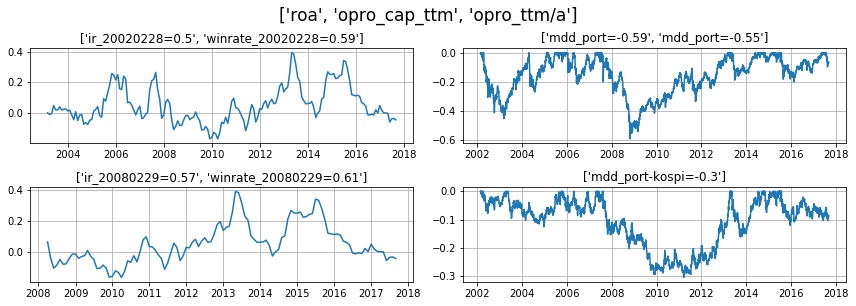 ['roa', 'opro_cap_ttm', 'opro_ttm/a']
['ir_20020228=0.5', 'winrate_20020228=0.59']
0.4
0.2
0.0
2004 2006 2008 2010 2012 2014 2016 2018
['mdd_port=-0.59', 'mdd_port=-0.55']
0.0
−0.2
−0.4
−0.6
2002 2004 2006 2008 2010 2012 2014 2016 2018
['ir_20080229=0.57', 'winrate_20080229=0.61']
0.4
0.2
0.0
2008 2009 2010 2011 2012 2013 2014 2015 2016 2017 2018
['mdd_port-kospi=-0.3']
0.0
−0.1
−0.2
−0.3
2002 2004 2006 2008 2010 2012 2014 2016 2018